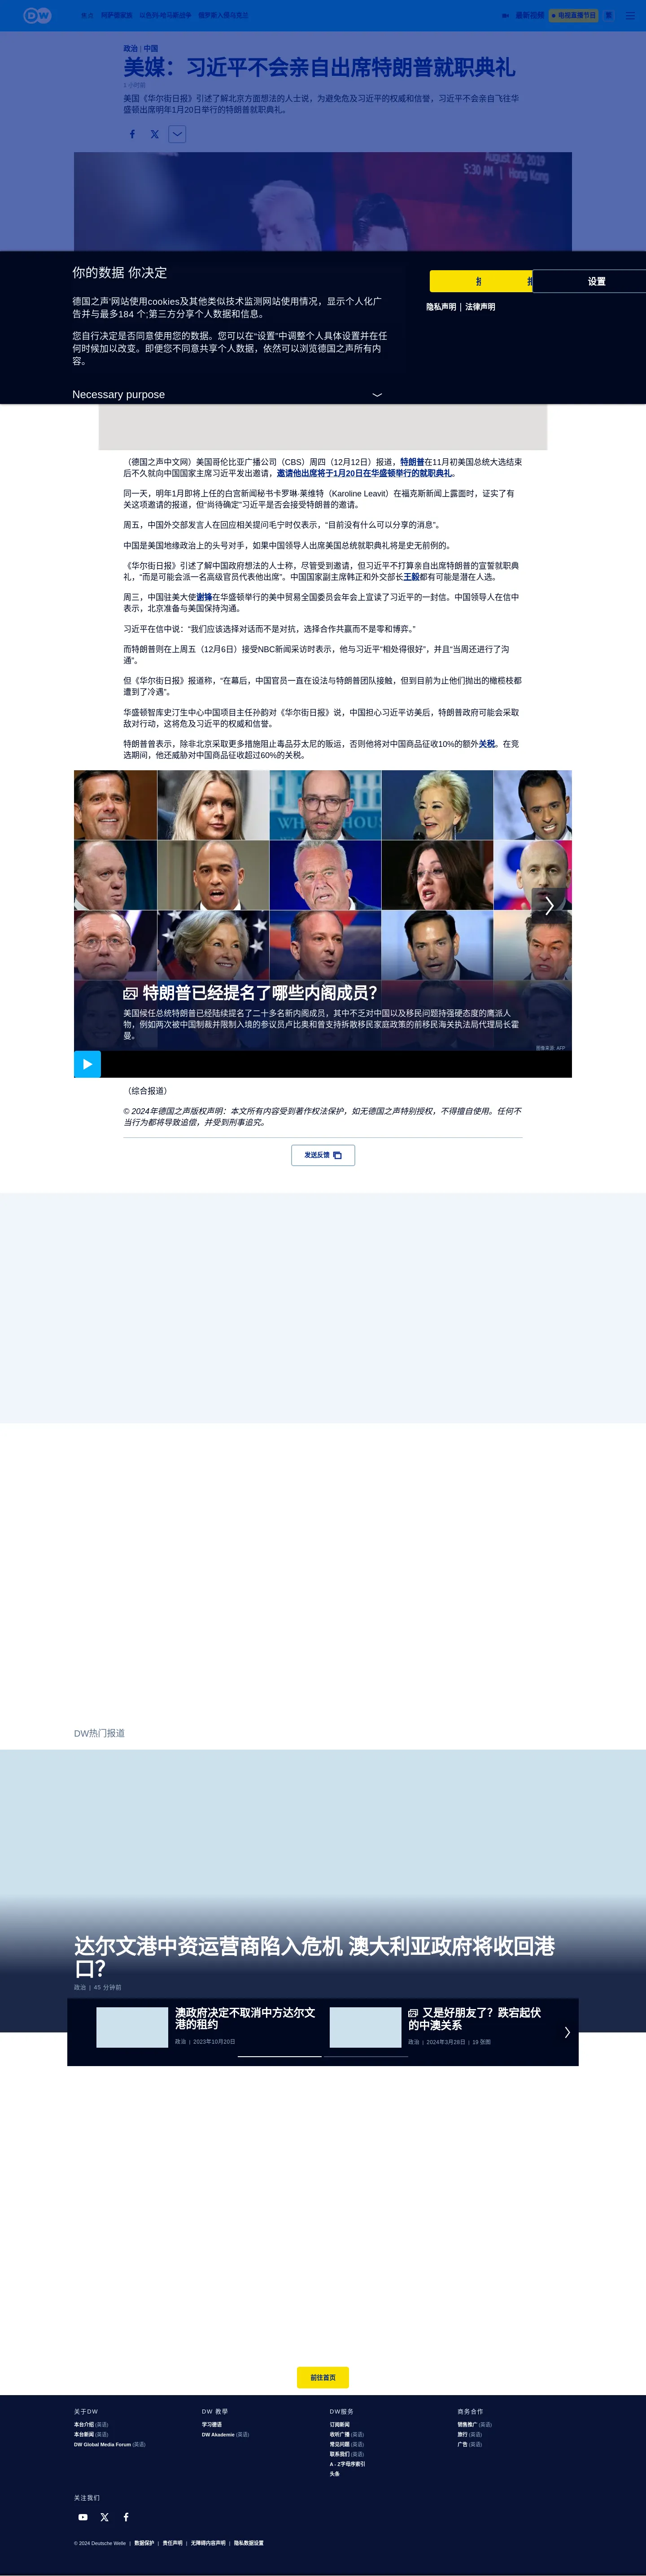 DW
焦点
阿萨德家族
以色列-哈马斯战争
俄罗斯入侵乌克兰
最新视频
电视直播节目
简
政治 | 中国
美媒：习近平不会亲自出席特朗普就职典礼
小时前
美国《华尔街日报》引述了解北京方面想法的人士说，为避免危及习近平的权威和信誉，习近平不会亲自飞往华
盛顿出席明年1月20日举行的特朗普就职典礼。
August 26, 2019
5:30 AM | Hong Kong
你的数据 你决定
设置
隐私声明 | 法律声明
德国之声¹网站使用cookies及其他类似技术监测网站使用情况，显示个人化广
告并与最多184 个;第三方分享个人数据和信息。
您自行决定是否同意使用您的数据。您可以在“设置”中调整个人具体设置并在任
何时候加以改变。即便您不同意共享个人数据，依然可以浏览德国之声所有内
容。
Necessary purpose
（德国之声中文网）美国哥伦比亚广播公司（CBS）周四（12月12日）报道，特朗普在11月初美国总统大选结束
后不久就向中国国家主席习近平发出邀请，邀请他出席将于1月20日在华盛顿举行的就职典礼。
同一天，明年1月即将上任的白宫新闻秘书卡罗琳·莱维特（Karoline Leavit）在福克斯新闻上露面时，证实了有
关这项邀请的报道，但“尚待确定”习近平是否会接受特朗普的邀请。
周五，中国外交部发言人在回应相关提问毛宁时仅表示，“目前没有什么可以分享的消息”。
中国是美国地缘政治上的头号对手，如果中国领导人出席美国总统就职典礼将是史无前例的。
《华尔街日报》引述了解中国政府想法的人士称，尽管受到邀请，但习近平不打算亲自出席特朗普的宣誓就职典
礼，“而是可能会派一名高级官员代表他出席”。中国国家副主席韩正和外交部长王毅都有可能是潜在人选。
周三，中国驻美大使谢锋在华盛顿举行的美中贸易全国委员会年会上宣读了习近平的一封信。中国领导人在信中
表示，北京准备与美国保持沟通。
习近平在信中说：“我们应该选择对话而不是对抗，选择合作共赢而不是零和博弈。”
而特朗普则在上周五（12月6日）接受NBC新闻采访时表示，他与习近平“相处得很好”，并且“当周还进行了沟
通”。
但《华尔街日报》报道称，“在幕后，中国官员一直在设法与特朗普团队接触，但到目前为止他们抛出的橄榄枝都
遭到了冷遇”。
华盛顿智库史汀生中心中国项目主任孙韵对《华尔街日报》说，中国担心习近平访美后，特朗普政府可能会采取
敌对行动，这将危及习近平的权威和信誉。
特朗普曾表示，除非北京采取更多措施阻止毒品芬太尼的贩运，否则他将对中国商品征收10%的额外关税。在竞
选期间，他还威胁对中国商品征收超过60%的关税。
特朗普已经提名了哪些内阁成员？
美国候任总统特朗普已经陆续提名了二十多名新内阁成员，其中不乏对中国以及移民问题持强硬态度的鹰派人
物，例如两次被中国制裁并限制入境的参议员卢比奥和曾支持拆散移民家庭政策的前移民海关执法局代理局长霍
曼。
图像来源: AFP
（综合报道）
© 2024年德国之声版权声明：本文所有内容受到著作权法保护，如无德国之声特别授权，不得擅自使用。任何不
当行为都将导致追偿，并受到刑事追究。
发送反馈
DW热门报道
达尔文港中资运营商陷入危机 澳大利亚政府将收回港
口？
政治 | 45 分钟前
澳政府决定不取消中方达尔文
港的租约
政治 | 2023年10月20日
又是好朋友了？跌宕起伏
的中澳关系
政治 | 2024年3月28日 | 19 张图
前往首页
关于DW
本台介绍 (英语)
本台新闻 (英语)
DW Global Media Forum (英语)
DW 教学
学习德语
DW Akademie (英语)
DW服务
订阅新闻
收听广播 (英语)
常见问题 (英语)
联系我们 (英语)
A - Z字母序索引
头条
商务合作
销售推广 (英语)
旅行 (英语)
广告 (英语)
关注我们
© 2024 Deutsche Welle | 数据保护 | 责任声明 | 无障碍内容声明 | 隐私数据设置